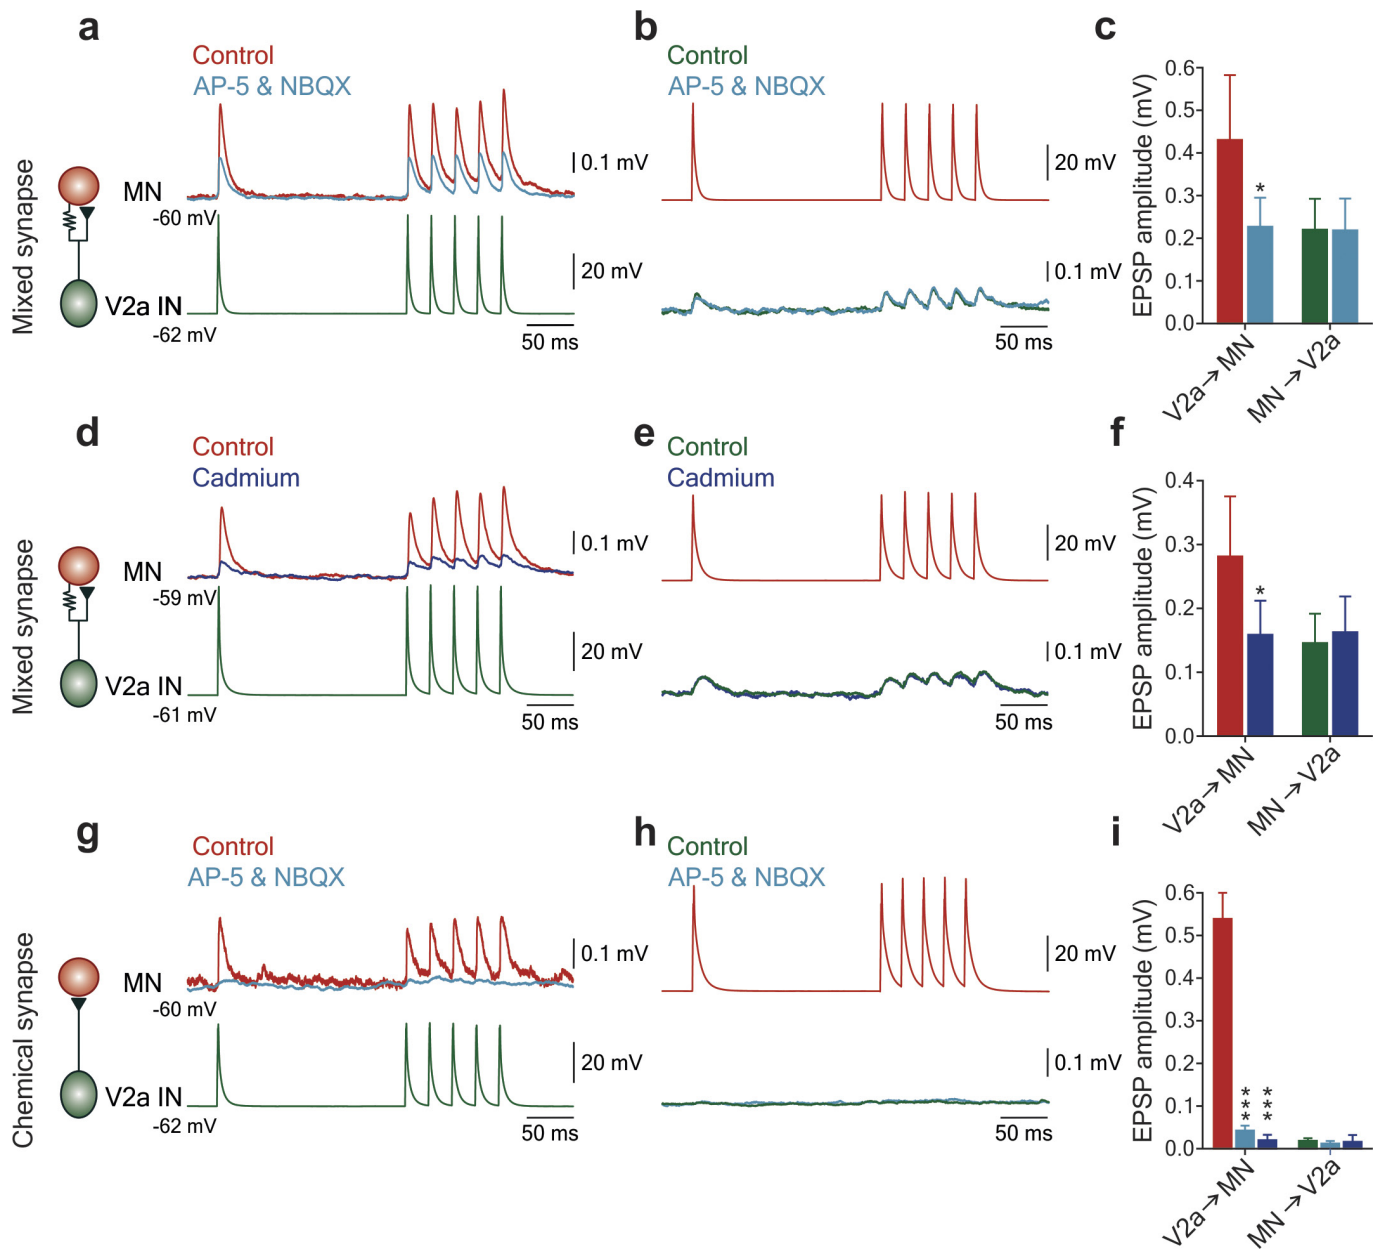 a
Control
AP-5 & NBQX
0.1 mV
MN
-60 mV
20 mV
V2a IN
-62 mV
50 ms
Mixed synapse
b
Control
AP-5 & NBQX
20 mV
0.1 mV
50 ms
c
EPSP amplitude (mV)
0.6
0.5
0.4
0.3
0.2
0.1
0.0
*
V2a → MN
MN → V2a
d
Control
Cadmium
0.1 mV
MN
-59 mV
20 mV
V2a IN
-61 mV
50 ms
Mixed synapse
e
Control
Cadmium
20 mV
0.1 mV
50 ms
f
EPSP amplitude (mV)
0.4
0.3
0.2
0.1
0.0
*
V2a → MN
MN → V2a
g
Control
AP-5 & NBQX
0.1 mV
MN
-60 mV
20 mV
V2a IN
-62 mV
50 ms
Chemical synapse
h
Control
AP-5 & NBQX
20 mV
0.1 mV
50 ms
i
EPSP amplitude (mV)
0.6
0.5
0.4
0.3
0.2
0.1
0.0
***
***
V2a → MN
MN → V2a